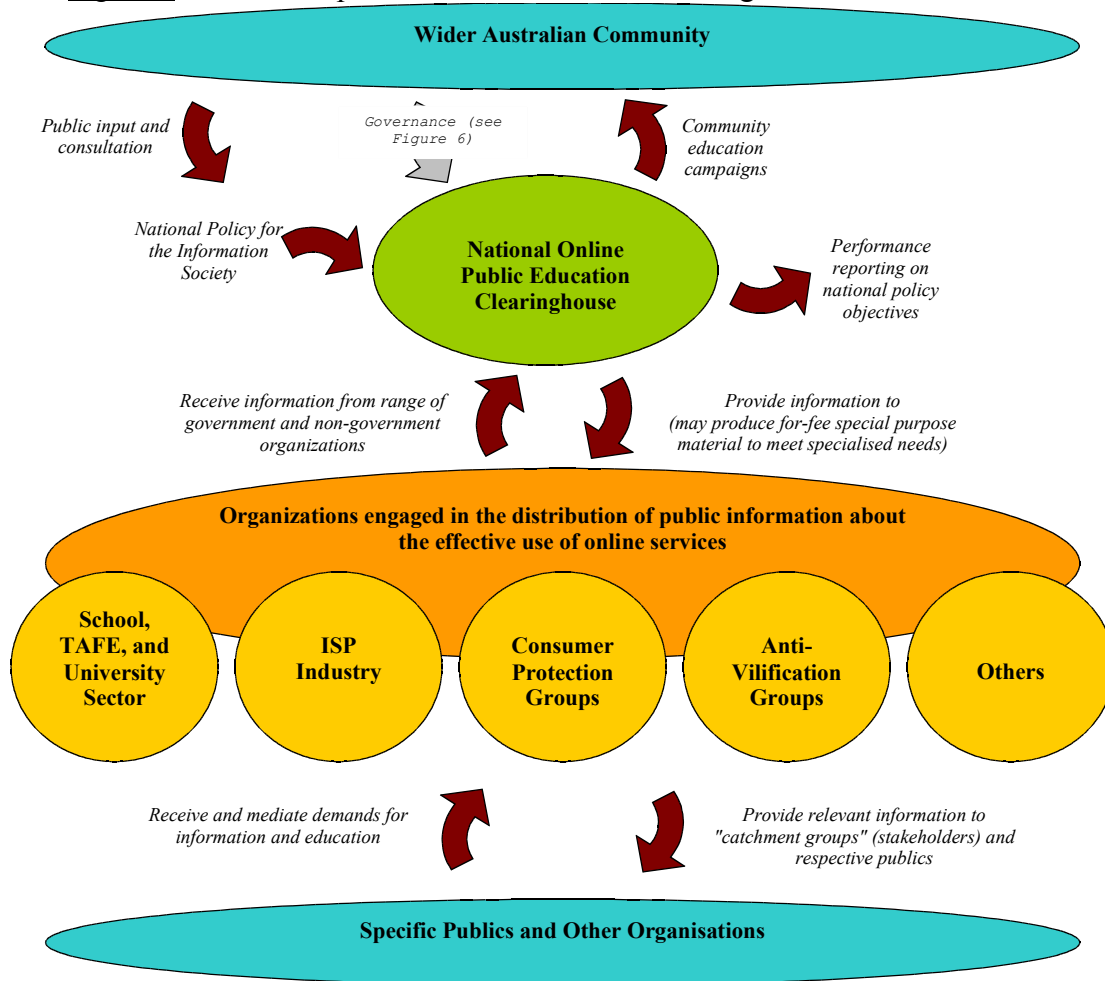 Wider Australian Community
Public input and
consultation
Governance (see
Figure 6)
Community
education
campaigns
National Policy for
the Information
Society
National Online
Public Education
Clearinghouse
Performance
reporting on
national policy
objectives
Receive information from range of
government and non-government
organizations
Provide information to
(may produce for-fee special purpose
material to meet specialised needs)
Organizations engaged in the distribution of public information about
the effective use of online services
School,
TAFE, and
University
Sector
ISP
Industry
Consumer
Protection
Groups
Anti-
Vilification
Groups
Others
Receive and mediate demands for
information and education
Provide relevant information to
"catchment groups" (stakeholders) and
respective publics
Specific Publics and Other Organisations